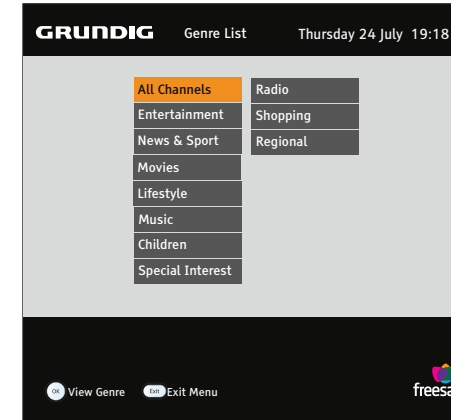 GRUNDIG Genre List Thursday 24 July 19:18
All Channels Radio
Entertainment Shopping
News & Sport Regional
Movies
Lifestyle
Music
Children
Special Interest
OK View Genre Exit Exit Menu